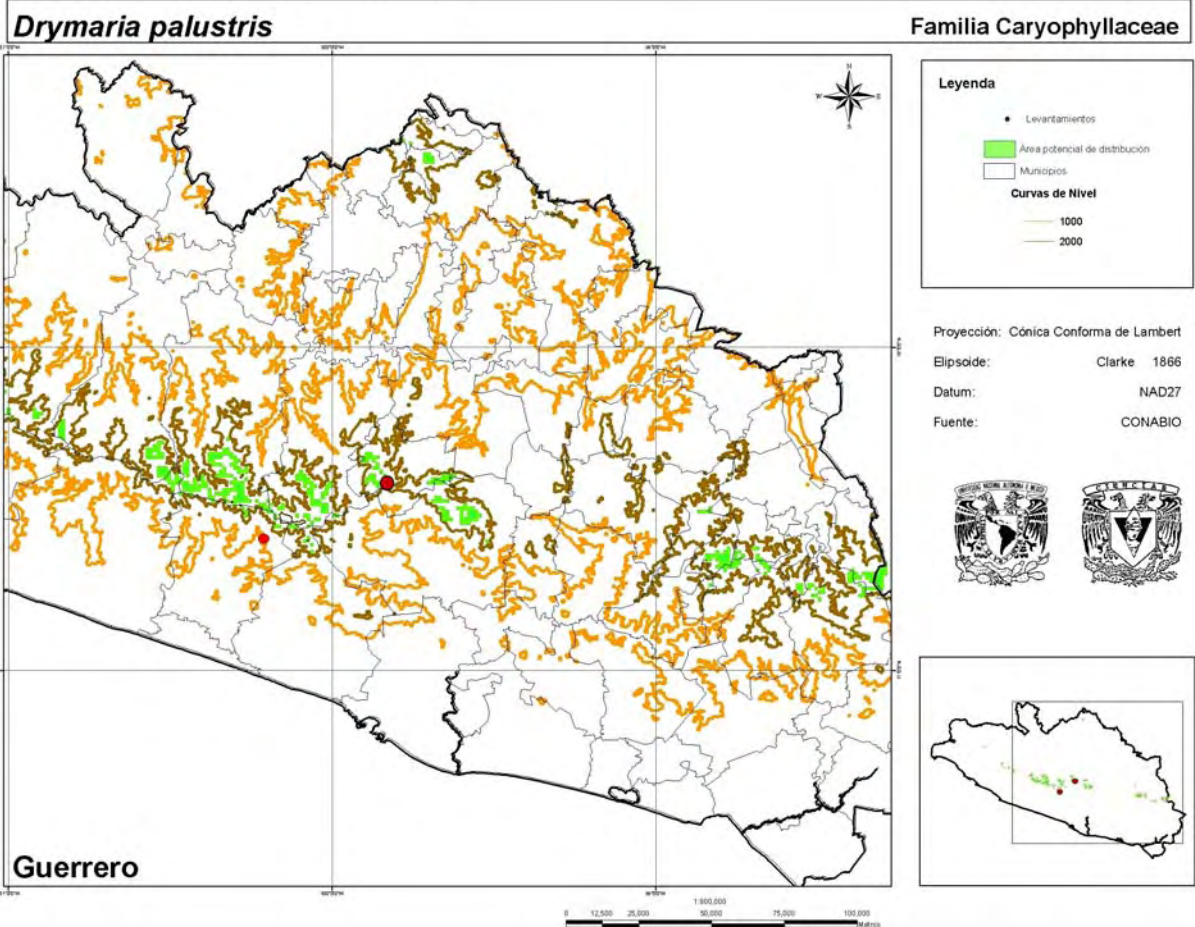 Drymaria palustris
Familia Caryophyllaceae
N
W
E
S
Leyenda
Levantamientos
Área potencial de distribución
Municipios
Curvas de Nivel
1000
2000
Proyección: Cónica Conforma de Lambert
Elipsoide: Clarke 1866
Datum: NAD27
Fuente: CONABIO
Guerrero
1:800,000
0 12,500 25,000 50,000 75,000 100,000
Metros